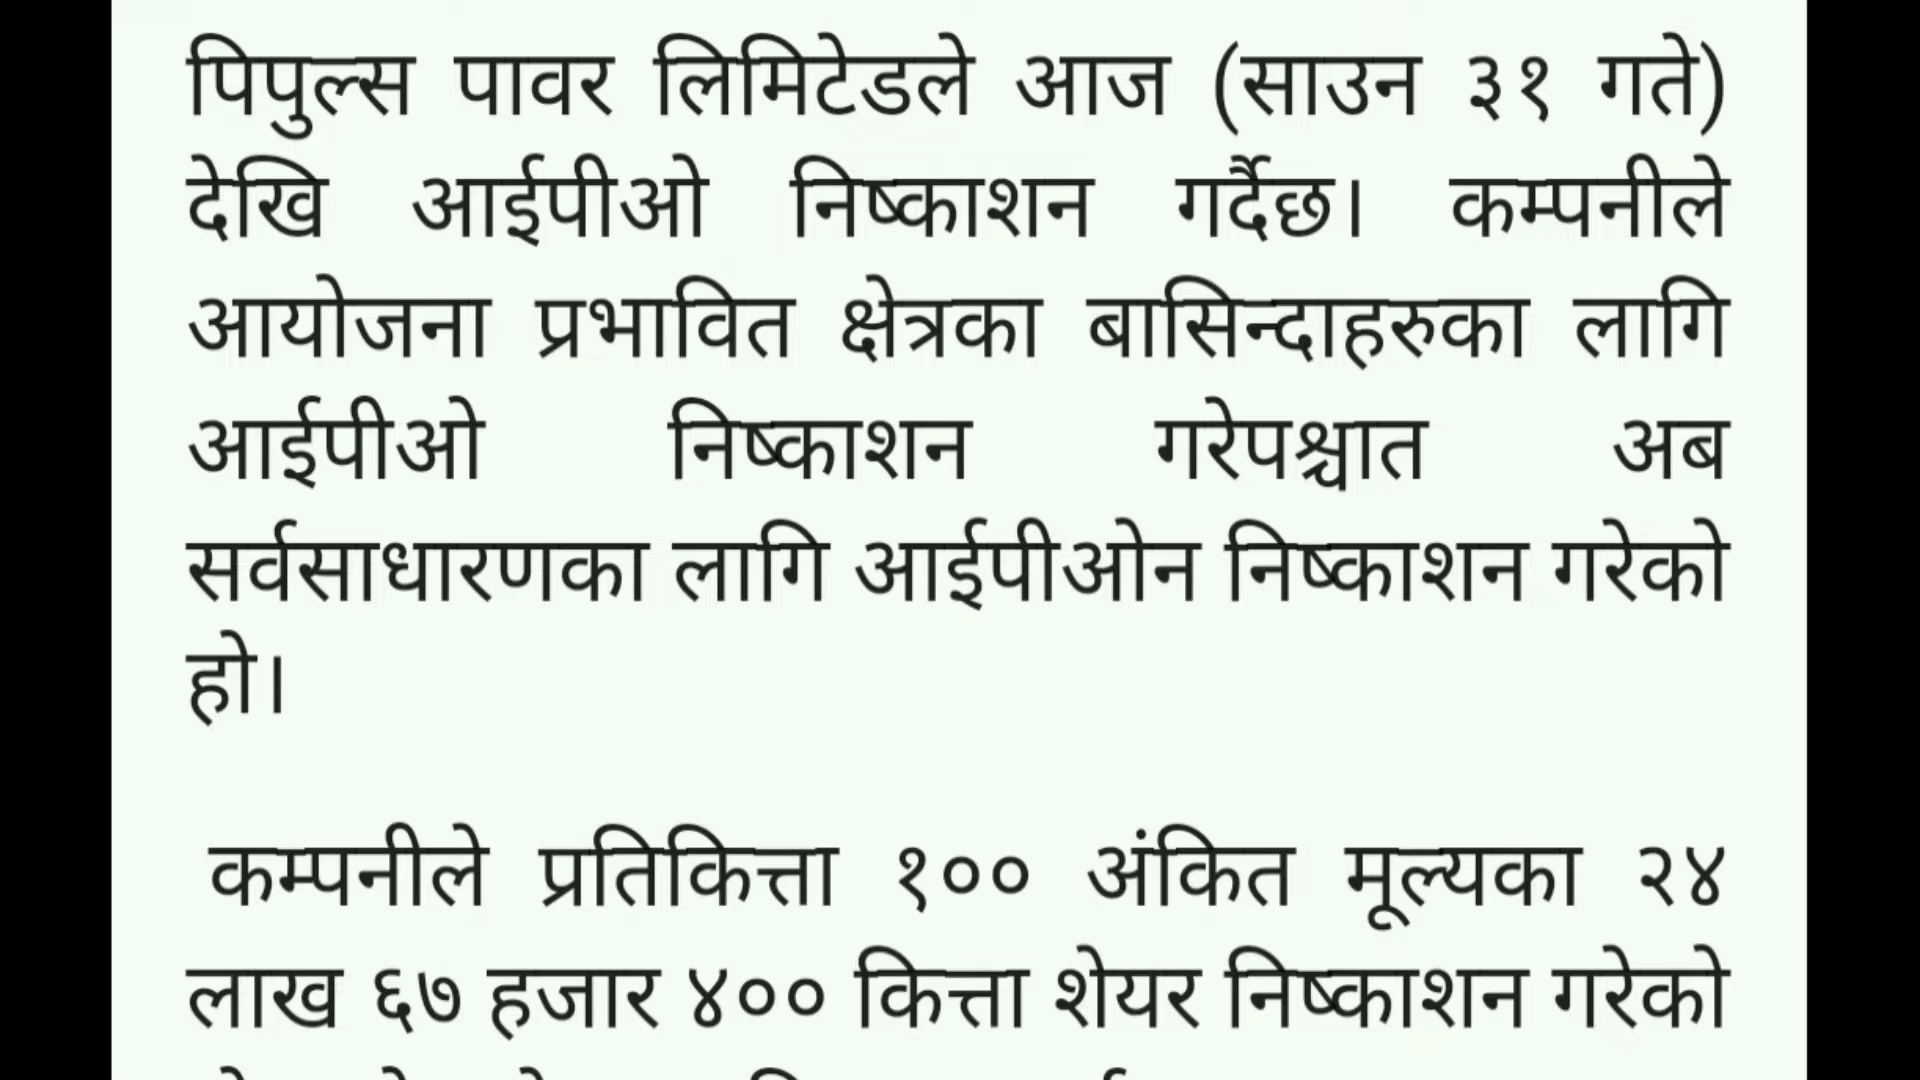 पिपुल्स पावर लिमिटेडले आज (साउन ३१ गते)
देखि आईपीओ निष्काशन गर्दैछ। कम्पनीले
आयोजना प्रभावित क्षेत्रका बासिन्दाहरुका लागि
आईपीओ निष्काशन गरेपश्चात अब
सर्वसाधारणका लागि आईपीओन निष्काशन गरेको
हो।
कम्पनीले प्रतिकित्ता १०० अंकित मूल्यका २४
लाख ६७ हजार ४०० कित्ता शेयर निष्काशन गरेको